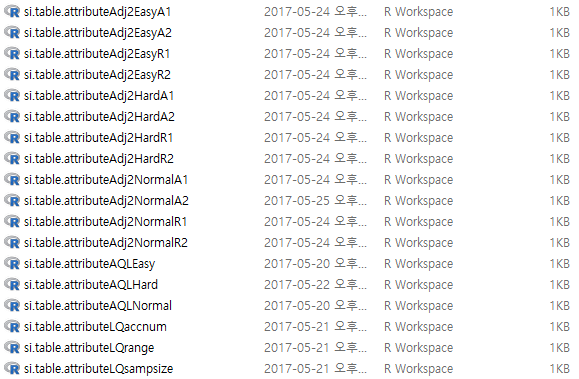 si.table.attributeAdj2EasyA1 2017-05-24 오후... R Workspace 1KB
si.table.attributeAdj2EasyA2 2017-05-24 오후... R Workspace 1KB
si.table.attributeAdj2EasyR1 2017-05-24 오후... R Workspace 1KB
si.table.attributeAdj2EasyR2 2017-05-24 오후... R Workspace 1KB
si.table.attributeAdj2HardA1 2017-05-24 오후... R Workspace 1KB
si.table.attributeAdj2HardA2 2017-05-24 오후... R Workspace 1KB
si.table.attributeAdj2HardR1 2017-05-24 오후... R Workspace 1KB
si.table.attributeAdj2HardR2 2017-05-24 오후... R Workspace 1KB
si.table.attributeAdj2NormalA1 2017-05-24 오후... R Workspace 1KB
si.table.attributeAdj2NormalA2 2017-05-25 오후... R Workspace 1KB
si.table.attributeAdj2NormalR1 2017-05-24 오후... R Workspace 1KB
si.table.attributeAdj2NormalR2 2017-05-24 오후... R Workspace 1KB
si.table.attributeAQLEasy 2017-05-20 오후... R Workspace 1KB
si.table.attributeAQLHard 2017-05-22 오후... R Workspace 1KB
si.table.attributeAQLNormal 2017-05-20 오후... R Workspace 1KB
si.table.attributeLQaccnum 2017-05-21 오후... R Workspace 1KB
si.table.attributeLQrange 2017-05-21 오후... R Workspace 1KB
si.table.attributeLQsampsize 2017-05-21 오후... R Workspace 1KB